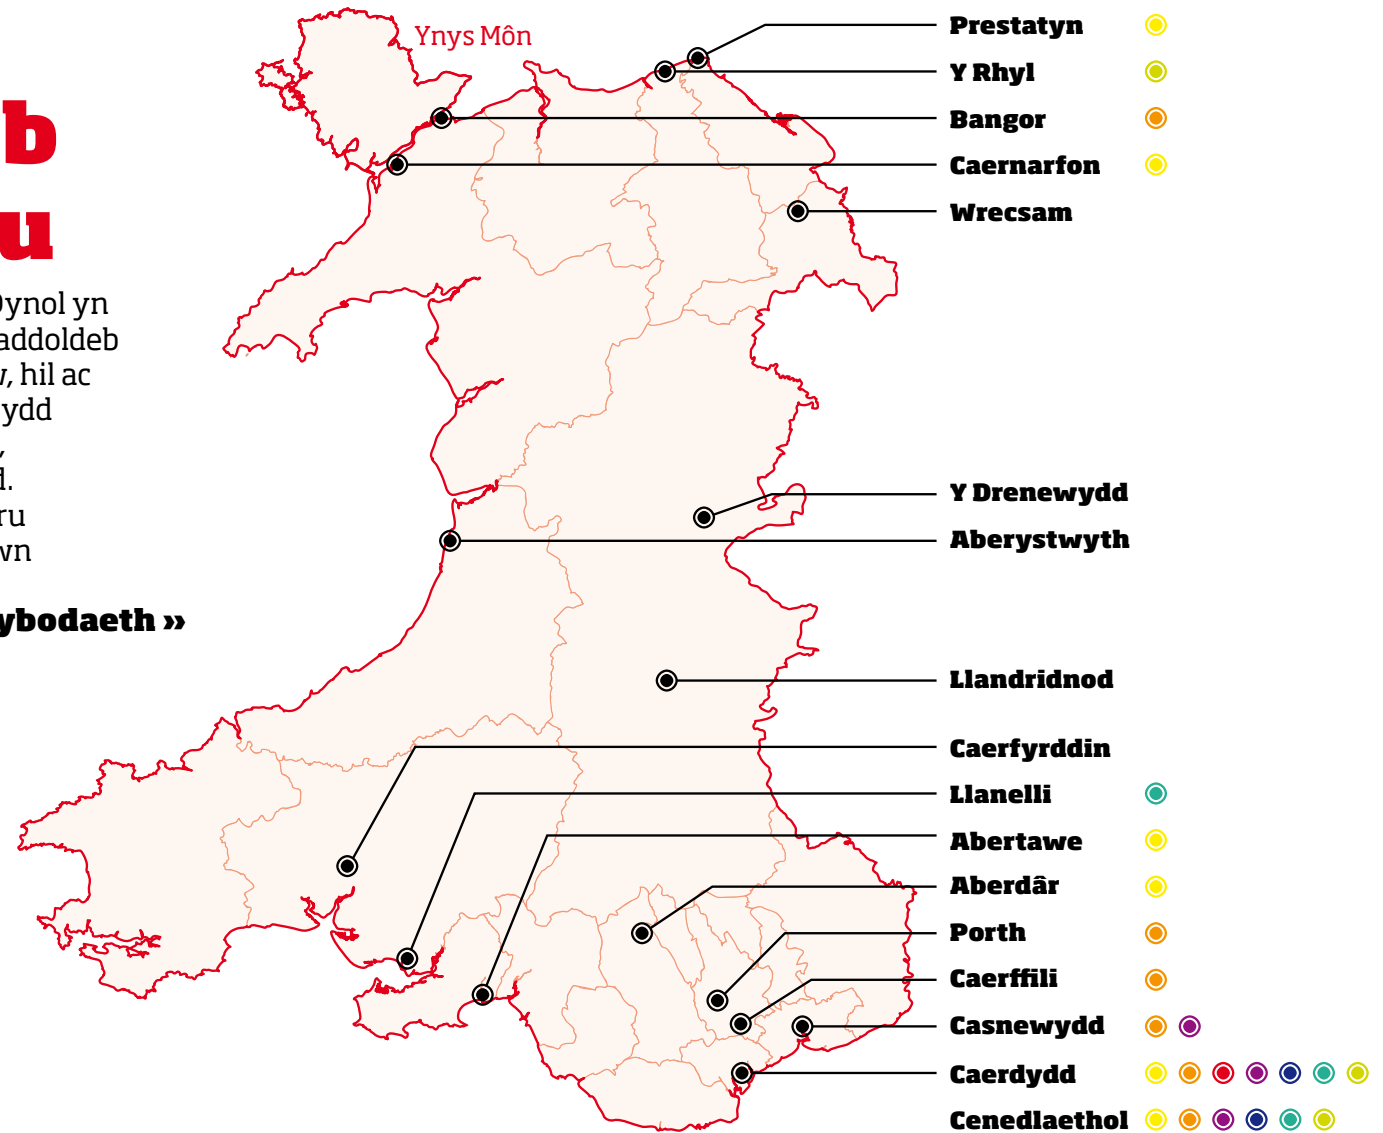 b
u
Dynol yn
addoldeb
, hil ac
ydd
,
d.
ru
wn
ybodaeth »
Ynys Môn
Prestatyn
Y Rhyl
Bangor
Caernarfon
Wrecsam
Y Drenewydd
Aberystwyth
Llandridnod
Caerfyrddin
Llanelli
Abertawe
Aberdâr
Porth
Caerffili
Casnewydd
Caerdydd
Cenedlaethol